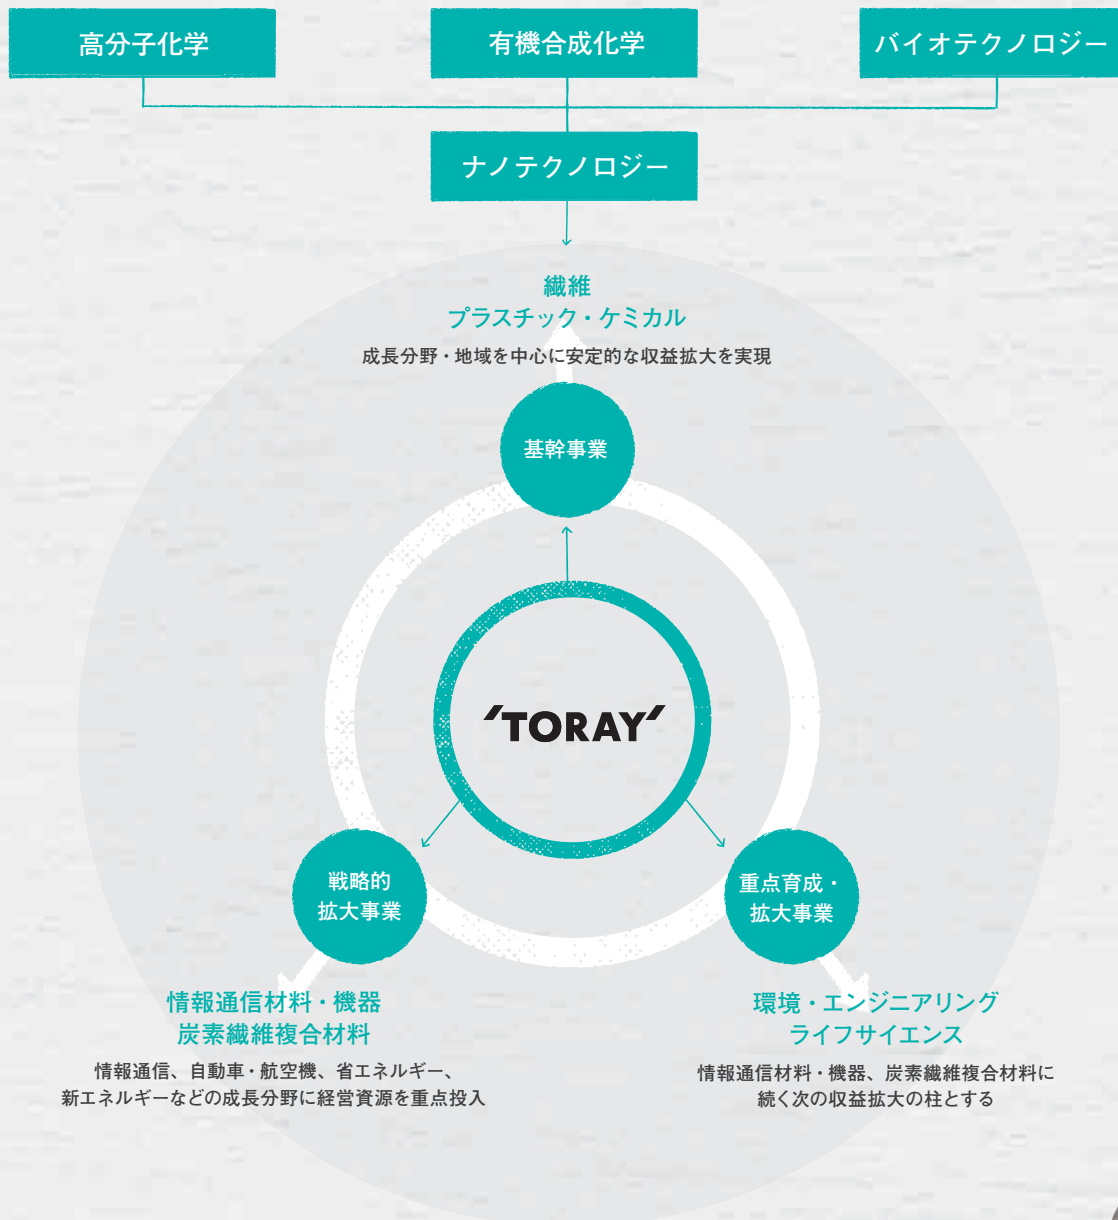 高分子化学
有機合成化学
バイオテクノロジー
ナノテクノロジー
繊維
プラスチック・ケミカル
成長分野・地域を中心に安定的な収益拡大を実現
基幹事業
'TORAY'
戦略的
拡大事業
重点育成・
拡大事業
情報通信材料・機器
炭素繊維複合材料
情報通信、自動車・航空機、省エネルギー、
新エネルギーなどの成長分野に経営資源を重点投入
環境・エンジニアリング
ライフサイエンス
情報通信材料・機器、炭素繊維複合材料に
続く次の収益拡大の柱とする